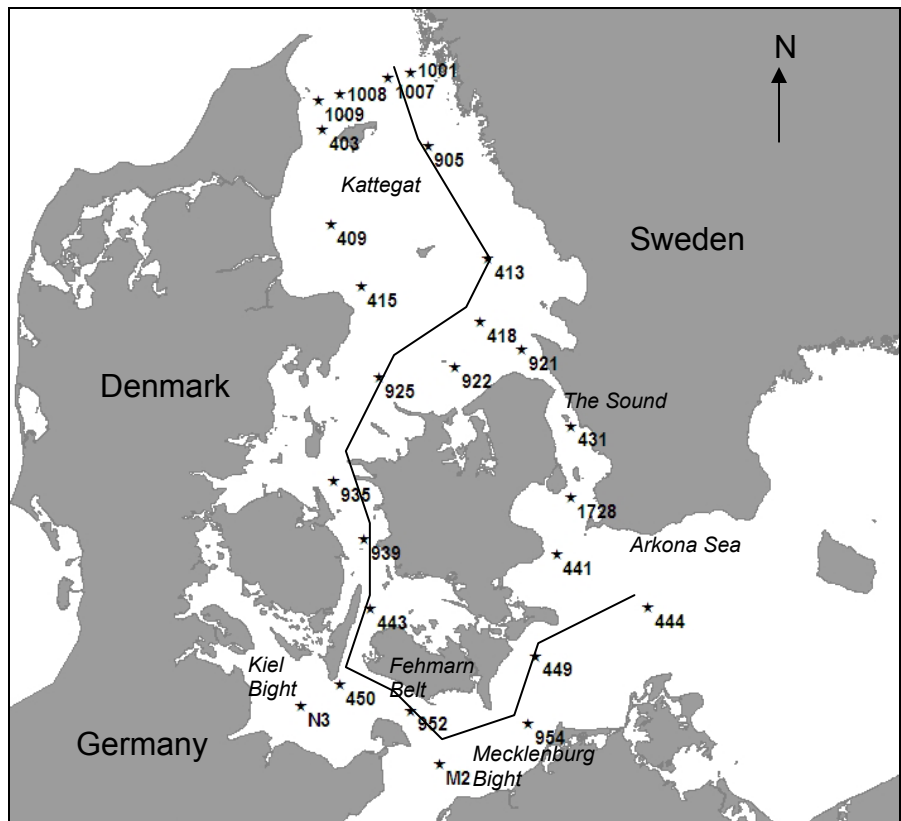 N
1001
1007
1008
1009
403
905
Kattegat
409
Sweden
413
415
418
921
922
925
Denmark
The Sound
431
935
1728
939
Arkona Sea
441
443
444
449
Kiel
Bight
Fehmarn
Belt
450
N3
952
954
Germany
Mecklenburg
Bight
M2